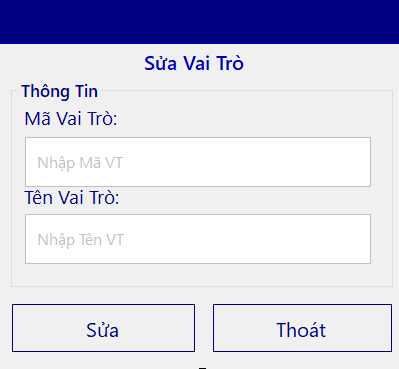 Sửa Vai Trò
Thông Tin
Mã Vai Trò:
Nhập Mã VT
Tên Vai Trò:
Nhập Tên VT
Sửa
Thoát